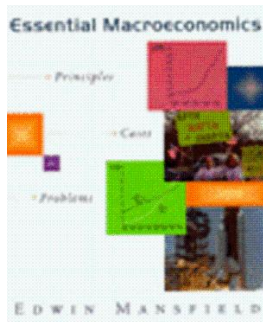 Essential Macroeconomics
Principles
Cases
Problems
EDWIN MANSFIELD